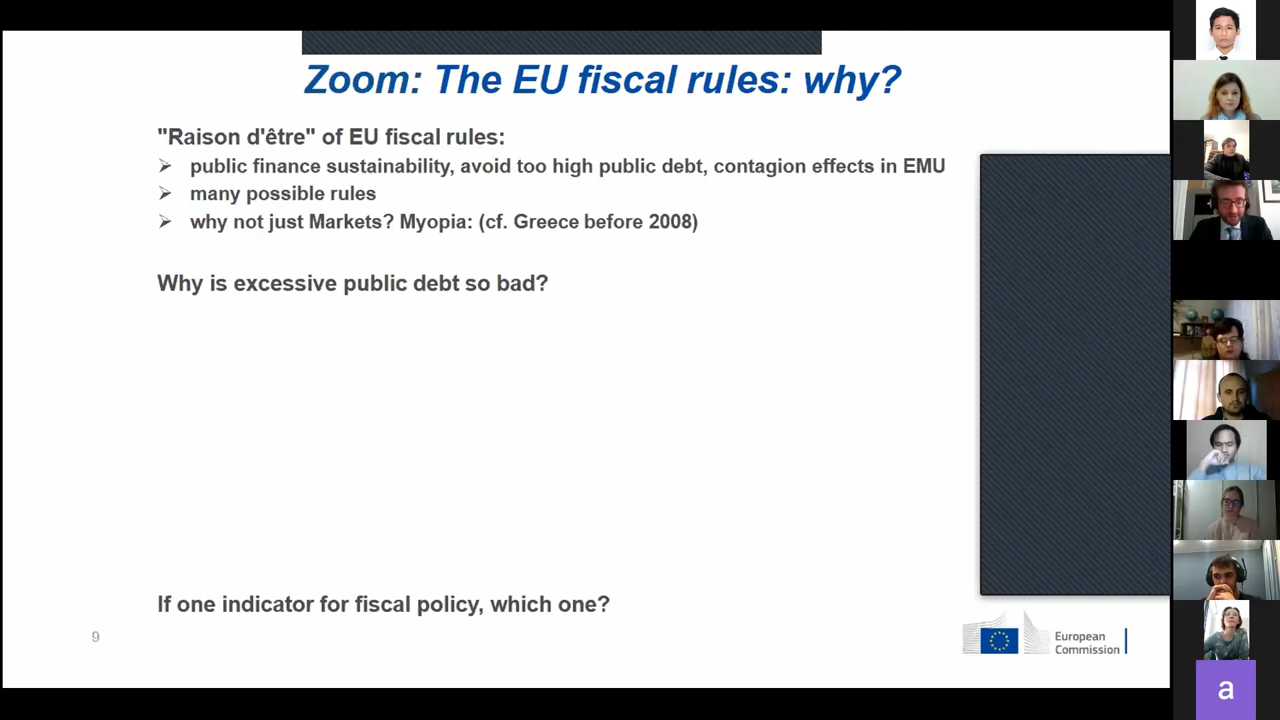 Zoom: The EU fiscal rules: why?
"Raison d'être" of EU fiscal rules:
public finance sustainability, avoid too high public debt, contagion effects in EMU
many possible rules
why not just Markets? Myopia: (cf. Greece before 2008)
Why is excessive public debt so bad?
If one indicator for fiscal policy, which one?
9
European
Commission
a